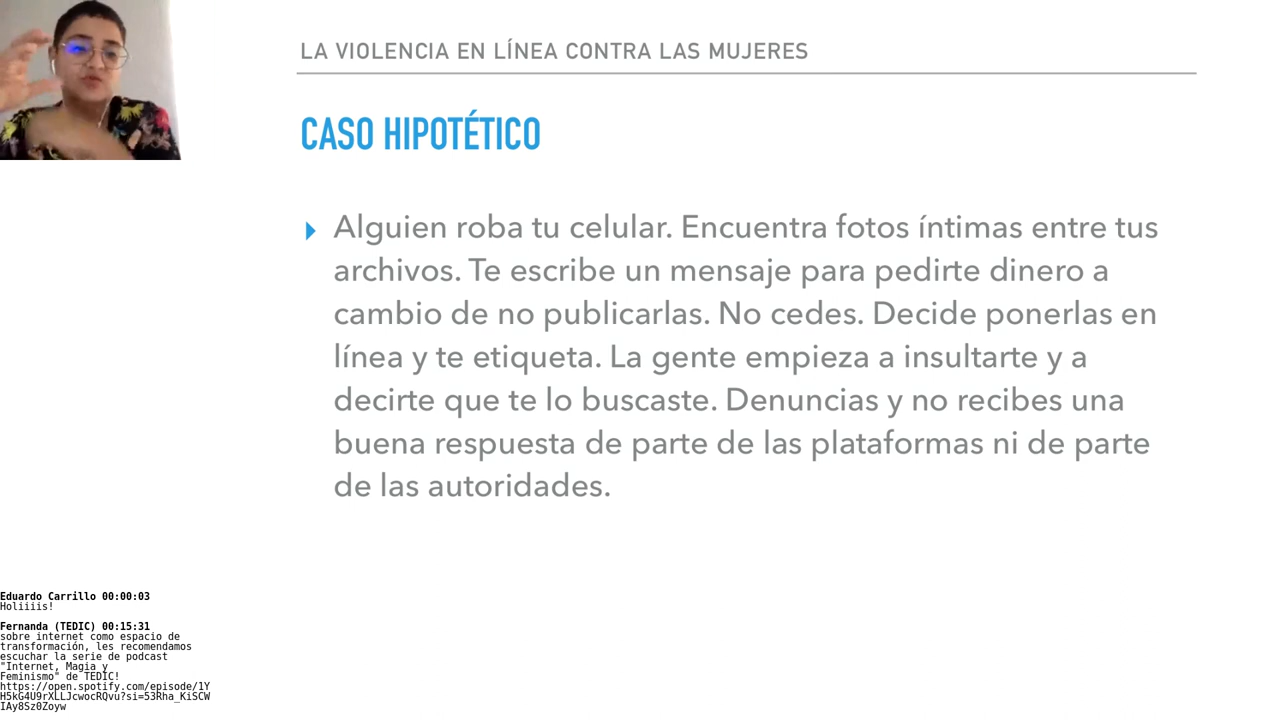 LA VIOLENCIA EN LÍNEA CONTRA LAS MUJERES
CASO HIPOTÉTICO
Alguien roba tu celular. Encuentra fotos íntimas entre tus
archivos. Te escribe un mensaje para pedirte dinero a
cambio de no publicarlas. No cedes. Decide ponerlas en
línea y te etiqueta. La gente empieza a insultarte y a
decirte que te lo buscaste. Denuncias y no recibes una
buena respuesta de parte de las plataformas ni de parte
de las autoridades.
Eduardo Carrillo 00:00:03
Holiiiis!
Fernanda (TEDIC) 00:15:31
sobre internet como espacio de
transformación, les recomendamos
escuchar la serie de podcast
"Internet, Magia y
Feminismo" de TEDIC!
https://open.spotify.com/episode/1Y
H5kG4U9rXLLJcwocRQvu?si=53Rha_KiSCW
IAy8Sz0Zoyw